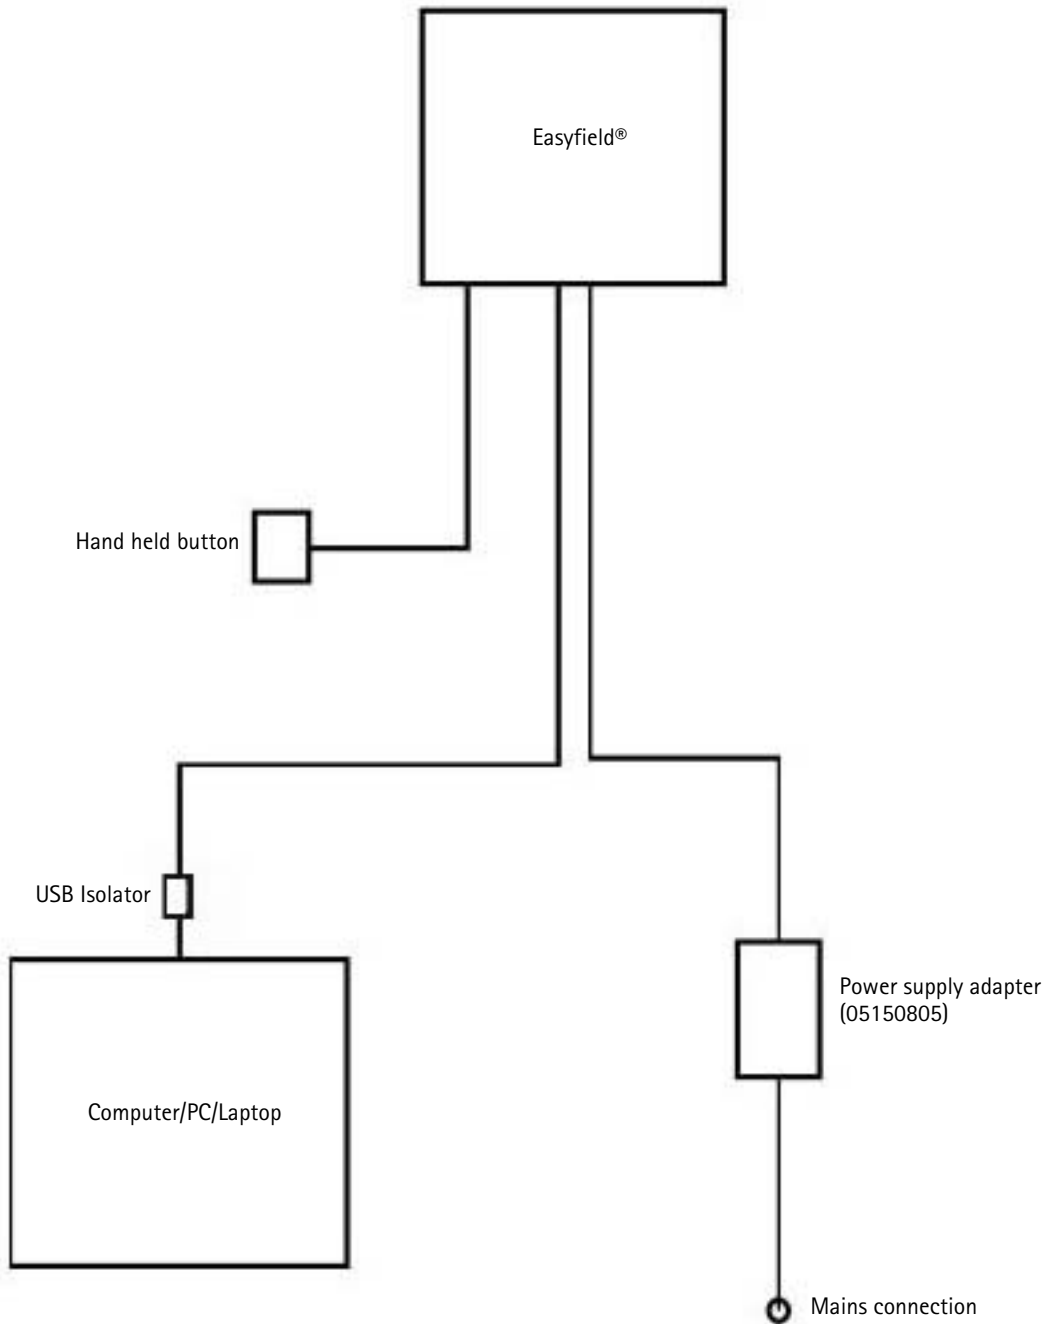 Easyfield®
Hand held button
USB Isolator
Power supply adapter
(05150805)
Computer/PC/Laptop
Mains connection